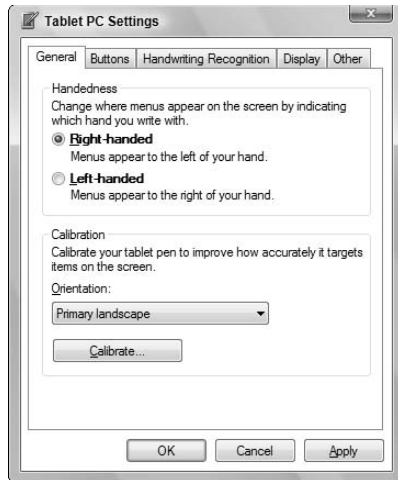 Tablet PC Settings
General Buttons Handwriting Recognition Display Other
Handedness
Change where menus appear on the screen by indicating
which hand you write with.
Right-handed
Menus appear to the left of your hand.
Left-handed
Menus appear to the right of your hand.
Calibration
Calibrate your tablet pen to improve how accurately it targets
items on the screen.
Orientation:
Primary landscape
Calibrate...
OK Cancel Apply